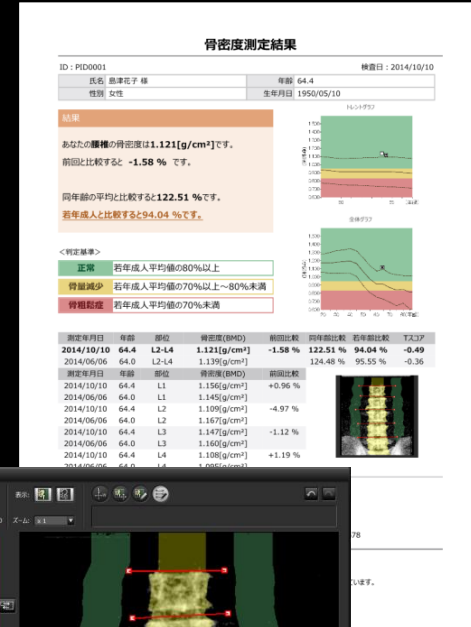 骨密度測定結果
ID：PID0001 検査日：2014/10/10
氏名 島津花子 様 年齢 64.4
性別 女性 生年月日 1950/05/10
結果
あなたの腰椎の骨密度は1.121[g/cm²]です。
前回と比較すると -1.58 % です。
同年齢の平均と比較すると122.51 %です。
若年成人と比較すると94.04 %です。
トレンドグラフ
全体グラフ
<判定基準>
正常 若年成人平均値の80%以上
骨量減少 若年成人平均値の70%以上～80%未満
骨粗鬆症 若年成人平均値の70%未満
測定年月日 年齢 部位 骨密度(BMD) 前回比較 同年齢比較 若年齢比較 Tスコア
2014/10/10 64.4 L2-L4 1.121[g/cm²] -1.58 % 122.51 % 94.04 % -0.49
2014/06/06 64.0 L2-L4 1.139[g/cm²] 124.48 % 95.55 % -0.36
測定年月日 年齢 部位 骨密度(BMD) 前回比較
2014/10/10 64.4 L1 1.156[g/cm²] +0.96 %
2014/06/06 64.0 L1 1.145[g/cm²]
2014/10/10 64.4 L2 1.109[g/cm²] -4.97 %
2014/06/06 64.0 L2 1.167[g/cm²]
2014/10/10 64.4 L3 1.147[g/cm²] -1.12 %
2014/06/06 64.0 L3 1.160[g/cm²]
2014/10/10 64.4 L4 1.108[g/cm²] +1.19 %
2014/06/06 64.0 L4 1.095[g/cm²]
表示:
ズーム: x1
78
ています。